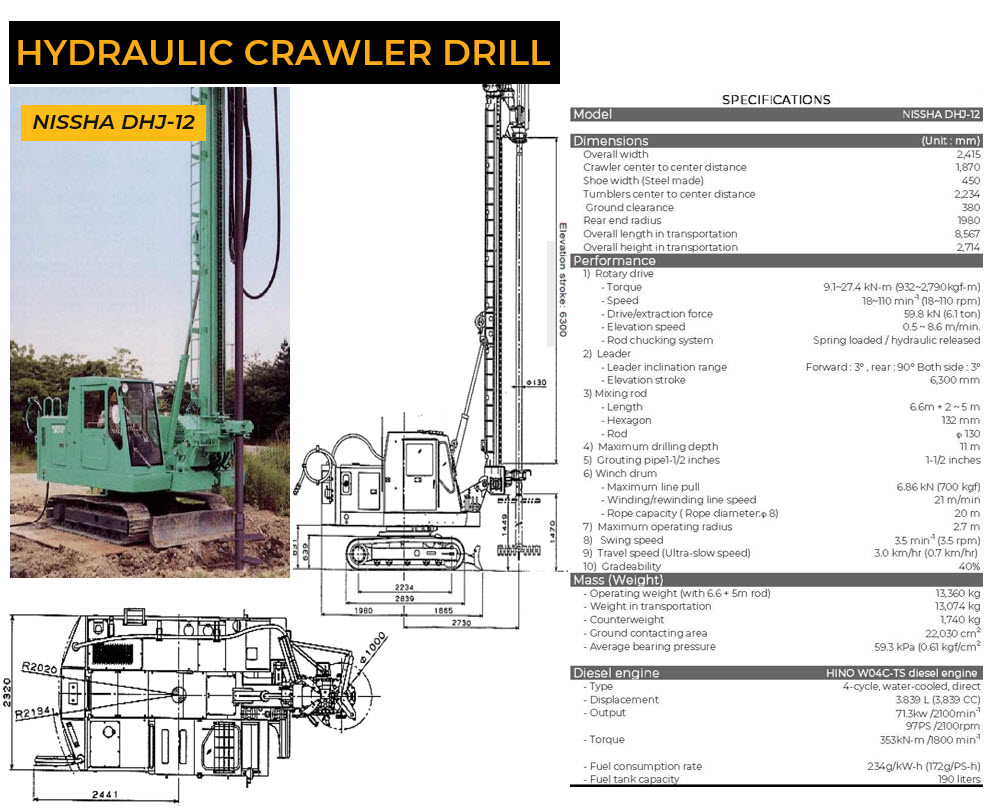 HYDRAULIC CRAWLER DRILL
NISSHA DHJ-12
Elevation stroke: 6300
φ130
1449
1470
831
639
2234
2839
1980 1865
2730
R2020
R2194
φ1000
2320
2441
SPECIFICATIONS
Model NISSHA DHJ-12
Dimensions (Unit : mm)
Overall width 2,415
Crawler center to center distance 1,870
Shoe width (Steel made) 450
Tumblers center to center distance 2,234
Ground clearance 380
Rear end radius 1980
Overall length in transportation 8,567
Overall height in transportation 2,714
Performance
1) Rotary drive
- Torque 9.1~27.4 kN-m (932~2,790kgf-m)
- Speed 18~110 min⁻¹ (18~110 rpm)
- Drive/extraction force 59.8 kN (6.1 ton)
- Elevation speed 0.5 ~ 8.6 m/min.
- Rod chucking system Spring loaded / hydraulic released
2) Leader
- Leader inclination range Forward : 3° , rear : 90° Both side : 3°
- Elevation stroke 6,300 mm
3) Mixing rod
- Length 6.6m + 2 ~ 5 m
- Hexagon 132 mm
- Rod φ 130
4) Maximum drilling depth 11 m
5) Grouting pipe1-1/2 inches 1-1/2 inches
6) Winch drum
- Maximum line pull 6.86 kN (700 kgf)
- Winding/rewinding line speed 21 m/min
- Rope capacity ( Rope diameter:φ 8) 20 m
7) Maximum operating radius 2.7 m
8) Swing speed 3.5 min⁻¹ (3.5 rpm)
9) Travel speed (Ultra-slow speed) 3.0 km/hr (0.7 km/hr)
10) Gradeability 40%
Mass (Weight)
- Operating weight (with 6.6 + 5m rod) 13,360 kg
- Weight in transportation 13,074 kg
- Counterweight 1,740 kg
- Ground contacting area 22,030 cm²
- Average bearing pressure 59.3 kPa (0.61 kgf/cm²
Diesel engine HINO W04C-TS diesel engine
- Type 4-cycle, water-cooled, direct
- Displacement 3.839 L (3,839 CC)
- Output 71.3kw /2100min⁻¹
97PS /2100rpm
- Torque 353kN-m /1800 min⁻¹
- Fuel consumption rate 234g/kW-h (172g/PS-h)
- Fuel tank capacity 190 liters